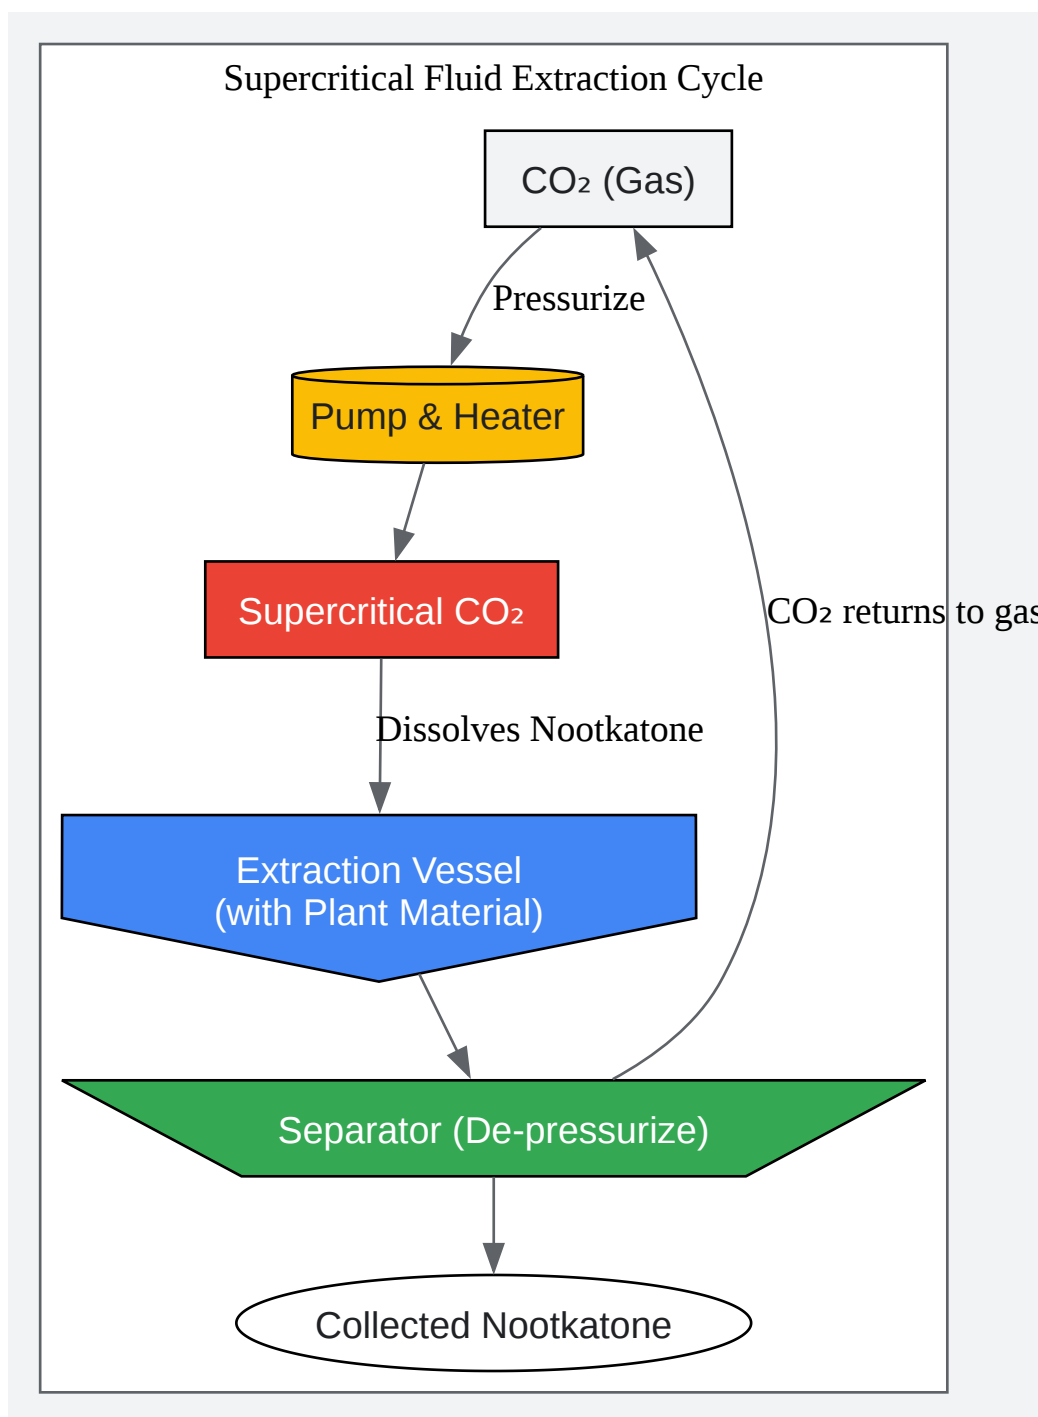 Supercritical Fluid Extraction Cycle
CO₂ (Gas)
Pressurize
Pump & Heater
Supercritical CO₂
CO₂ returns to gas
Dissolves Nootkatone
Extraction Vessel
(with Plant Material)
Separator (De-pressurize)
Collected Nootkatone